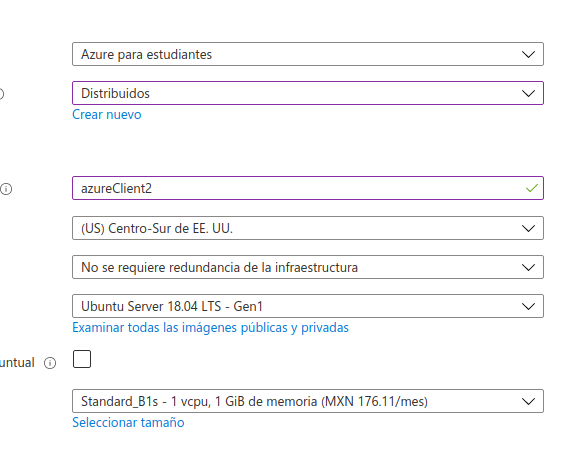 Azure para estudiantes
Distribuidos
Crear nuevo
azureClient2
(US) Centro-Sur de EE. UU.
No se requiere redundancia de la infraestructura
Ubuntu Server 18.04 LTS - Gen1
Examinar todas las imágenes públicas y privadas
untual
Standard_B1s - 1 vcpu, 1 GiB de memoria (MXN 176.11/mes)
Seleccionar tamaño